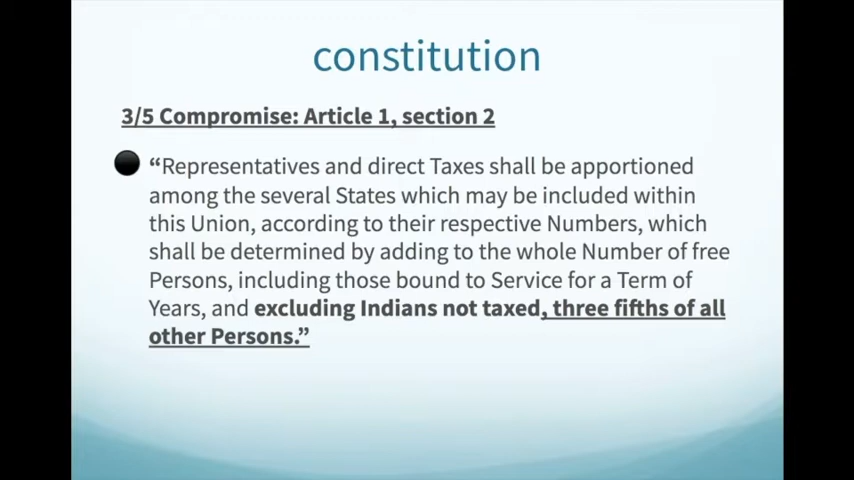 constitution
3/5 Compromise: Article 1, section 2
“Representatives and direct Taxes shall be apportioned
among the several States which may be included within
this Union, according to their respective Numbers, which
shall be determined by adding to the whole Number of free
Persons, including those bound to Service for a Term of
Years, and excluding Indians not taxed, three fifths of all
other Persons.”